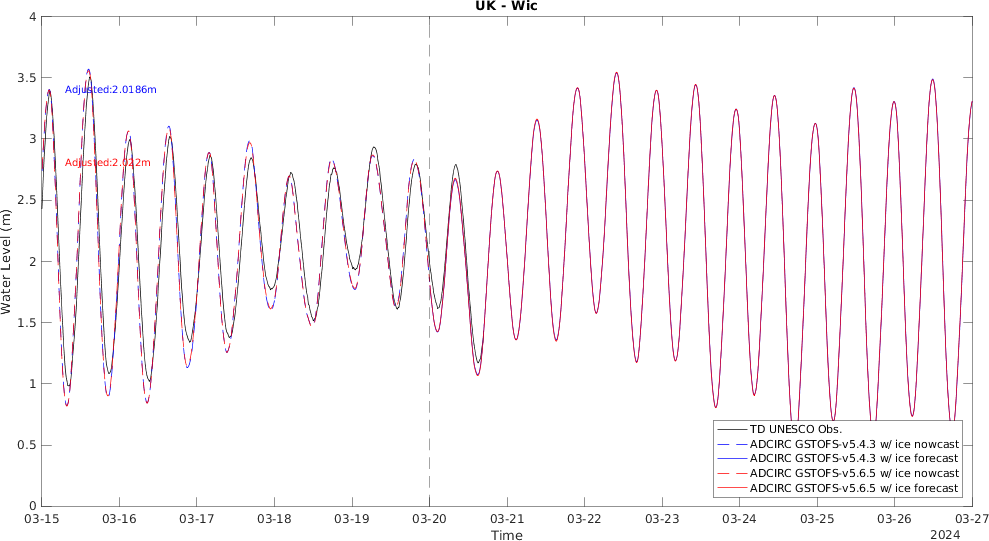 UK - Wic
4
3.5
3
2.5
2
1.5
1
0.5
0
Water Level (m)
Adjusted:2.0186m
Adjusted:2.022m
TD UNESCO Obs.
ADCIRC GSTOFS-v5.4.3 w/ ice nowcast
ADCIRC GSTOFS-v5.4.3 w/ ice forecast
ADCIRC GSTOFS-v5.6.5 w/ ice nowcast
ADCIRC GSTOFS-v5.6.5 w/ ice forecast
03-15 03-16 03-17 03-18 03-19 03-20 03-21 03-22 03-23 03-24 03-25 03-26 03-27
Time
2024